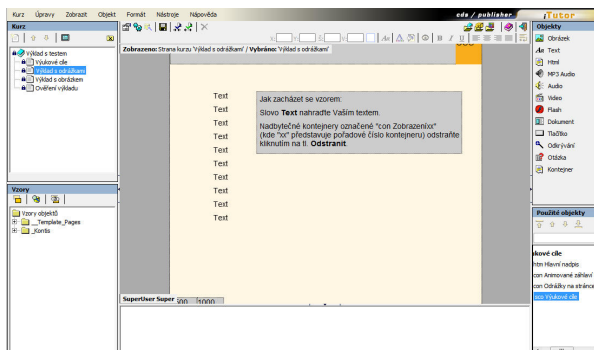 Kurz Úpravy Zobrazit Objekt Formát Nástroje Nápověda
eda / publisher
iTutor
Kurz
Objekty
Zobrazeno: Strana kurzu 'Výklad s odrážkami' / Vybráno: 'Výklad s odrážkami'
Výklad s testem
Výukové cíle
Výklad s odrážkami
Výklad s obrázkem
Ověření výkladu
Obrázek
Text
Html
MP3 Audio
Audio
Video
Flash
Dokument
Tlačítko
Odkrývání
Otázka
Kontejner
Text
Text
Text
Text
Text
Text
Text
Text
Text
Text
Jak zacházet se vzorem:
Slovo Text nahraďte Vaším textem.
Nadbytečné kontejnery označené "con Zobrazeníxx"
(kde "xx" představuje pořadové číslo kontejneru) odstraňte
kliknutím na tl. Odstranit.
Vzory
Vzory objektů
__Template_Pages
_Kontis
Použité objekty
ýukové cíle
htm Hlavní nadpis
con Animované záhlaví
con Odrážky na stránce
sco Výukové cíle
SuperUser Super
500 1000